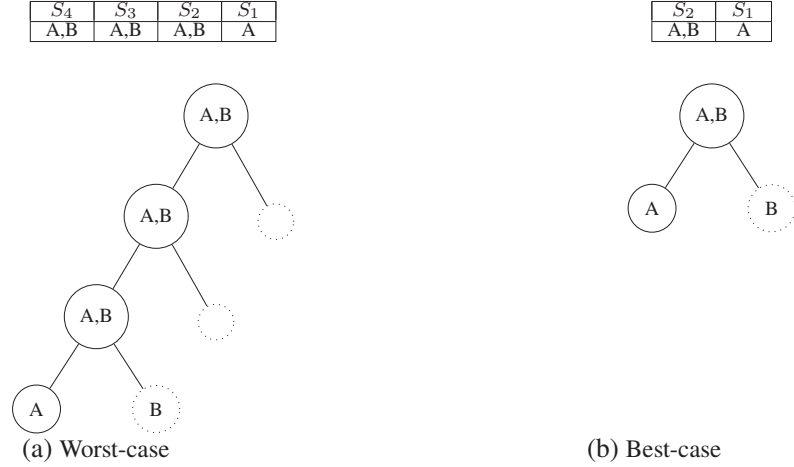 S4 S3 S2 S1
A,B A,B A,B A
A,B
A,B
A,B
A B
(a) Worst-case
S2 S1
A,B A
A,B
A B
(b) Best-case